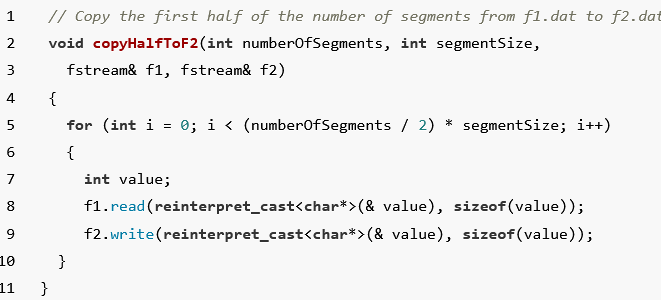 1 // Copy the first half of the number of segments from f1.dat to f2.dat
2 void copyHalfToF2(int numberOfSegments, int segmentSize,
3 fstream& f1, fstream& f2)
4 {
5 for (int i = 0; i < (numberOfSegments / 2) * segmentSize; i++)
6 {
7 int value;
8 f1.read(reinterpret_cast<char*>(& value), sizeof(value));
9 f2.write(reinterpret_cast<char*>(& value), sizeof(value));
10 }
11 }